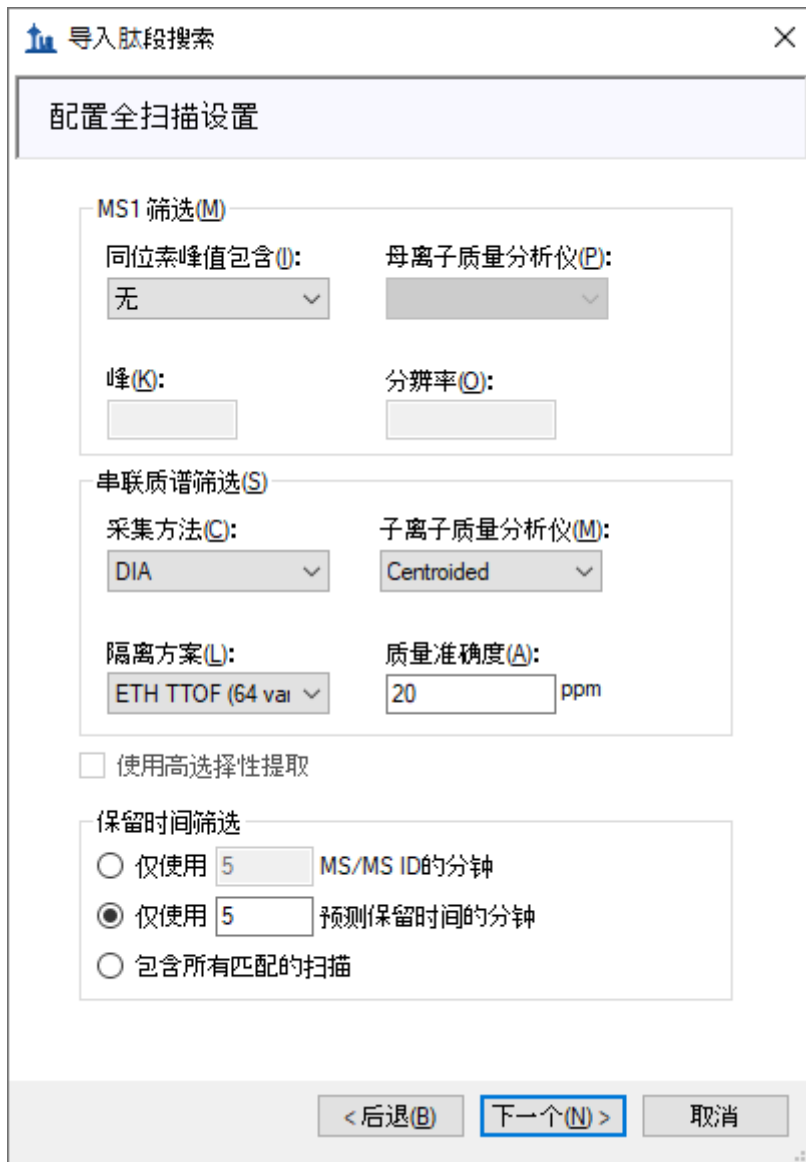 导入肽段搜索
配置全扫描设置
MS1 筛选(M)
同位素峰值包含(I): 母离子质量分析仪(P):
无
峰(K): 分辨率(O):
串联质谱筛选(S)
采集方法(C): 子离子质量分析仪(M):
DIA Centroided
隔离方案(L): 质量准确度(A):
ETH TTOF (64 var 20 ppm
使用高选择性提取
保留时间筛选
仅使用 5 MS/MS ID的分钟
仅使用 5 预测保留时间的分钟
包含所有匹配的扫描
< 后退(B) 下一个(N) > 取消